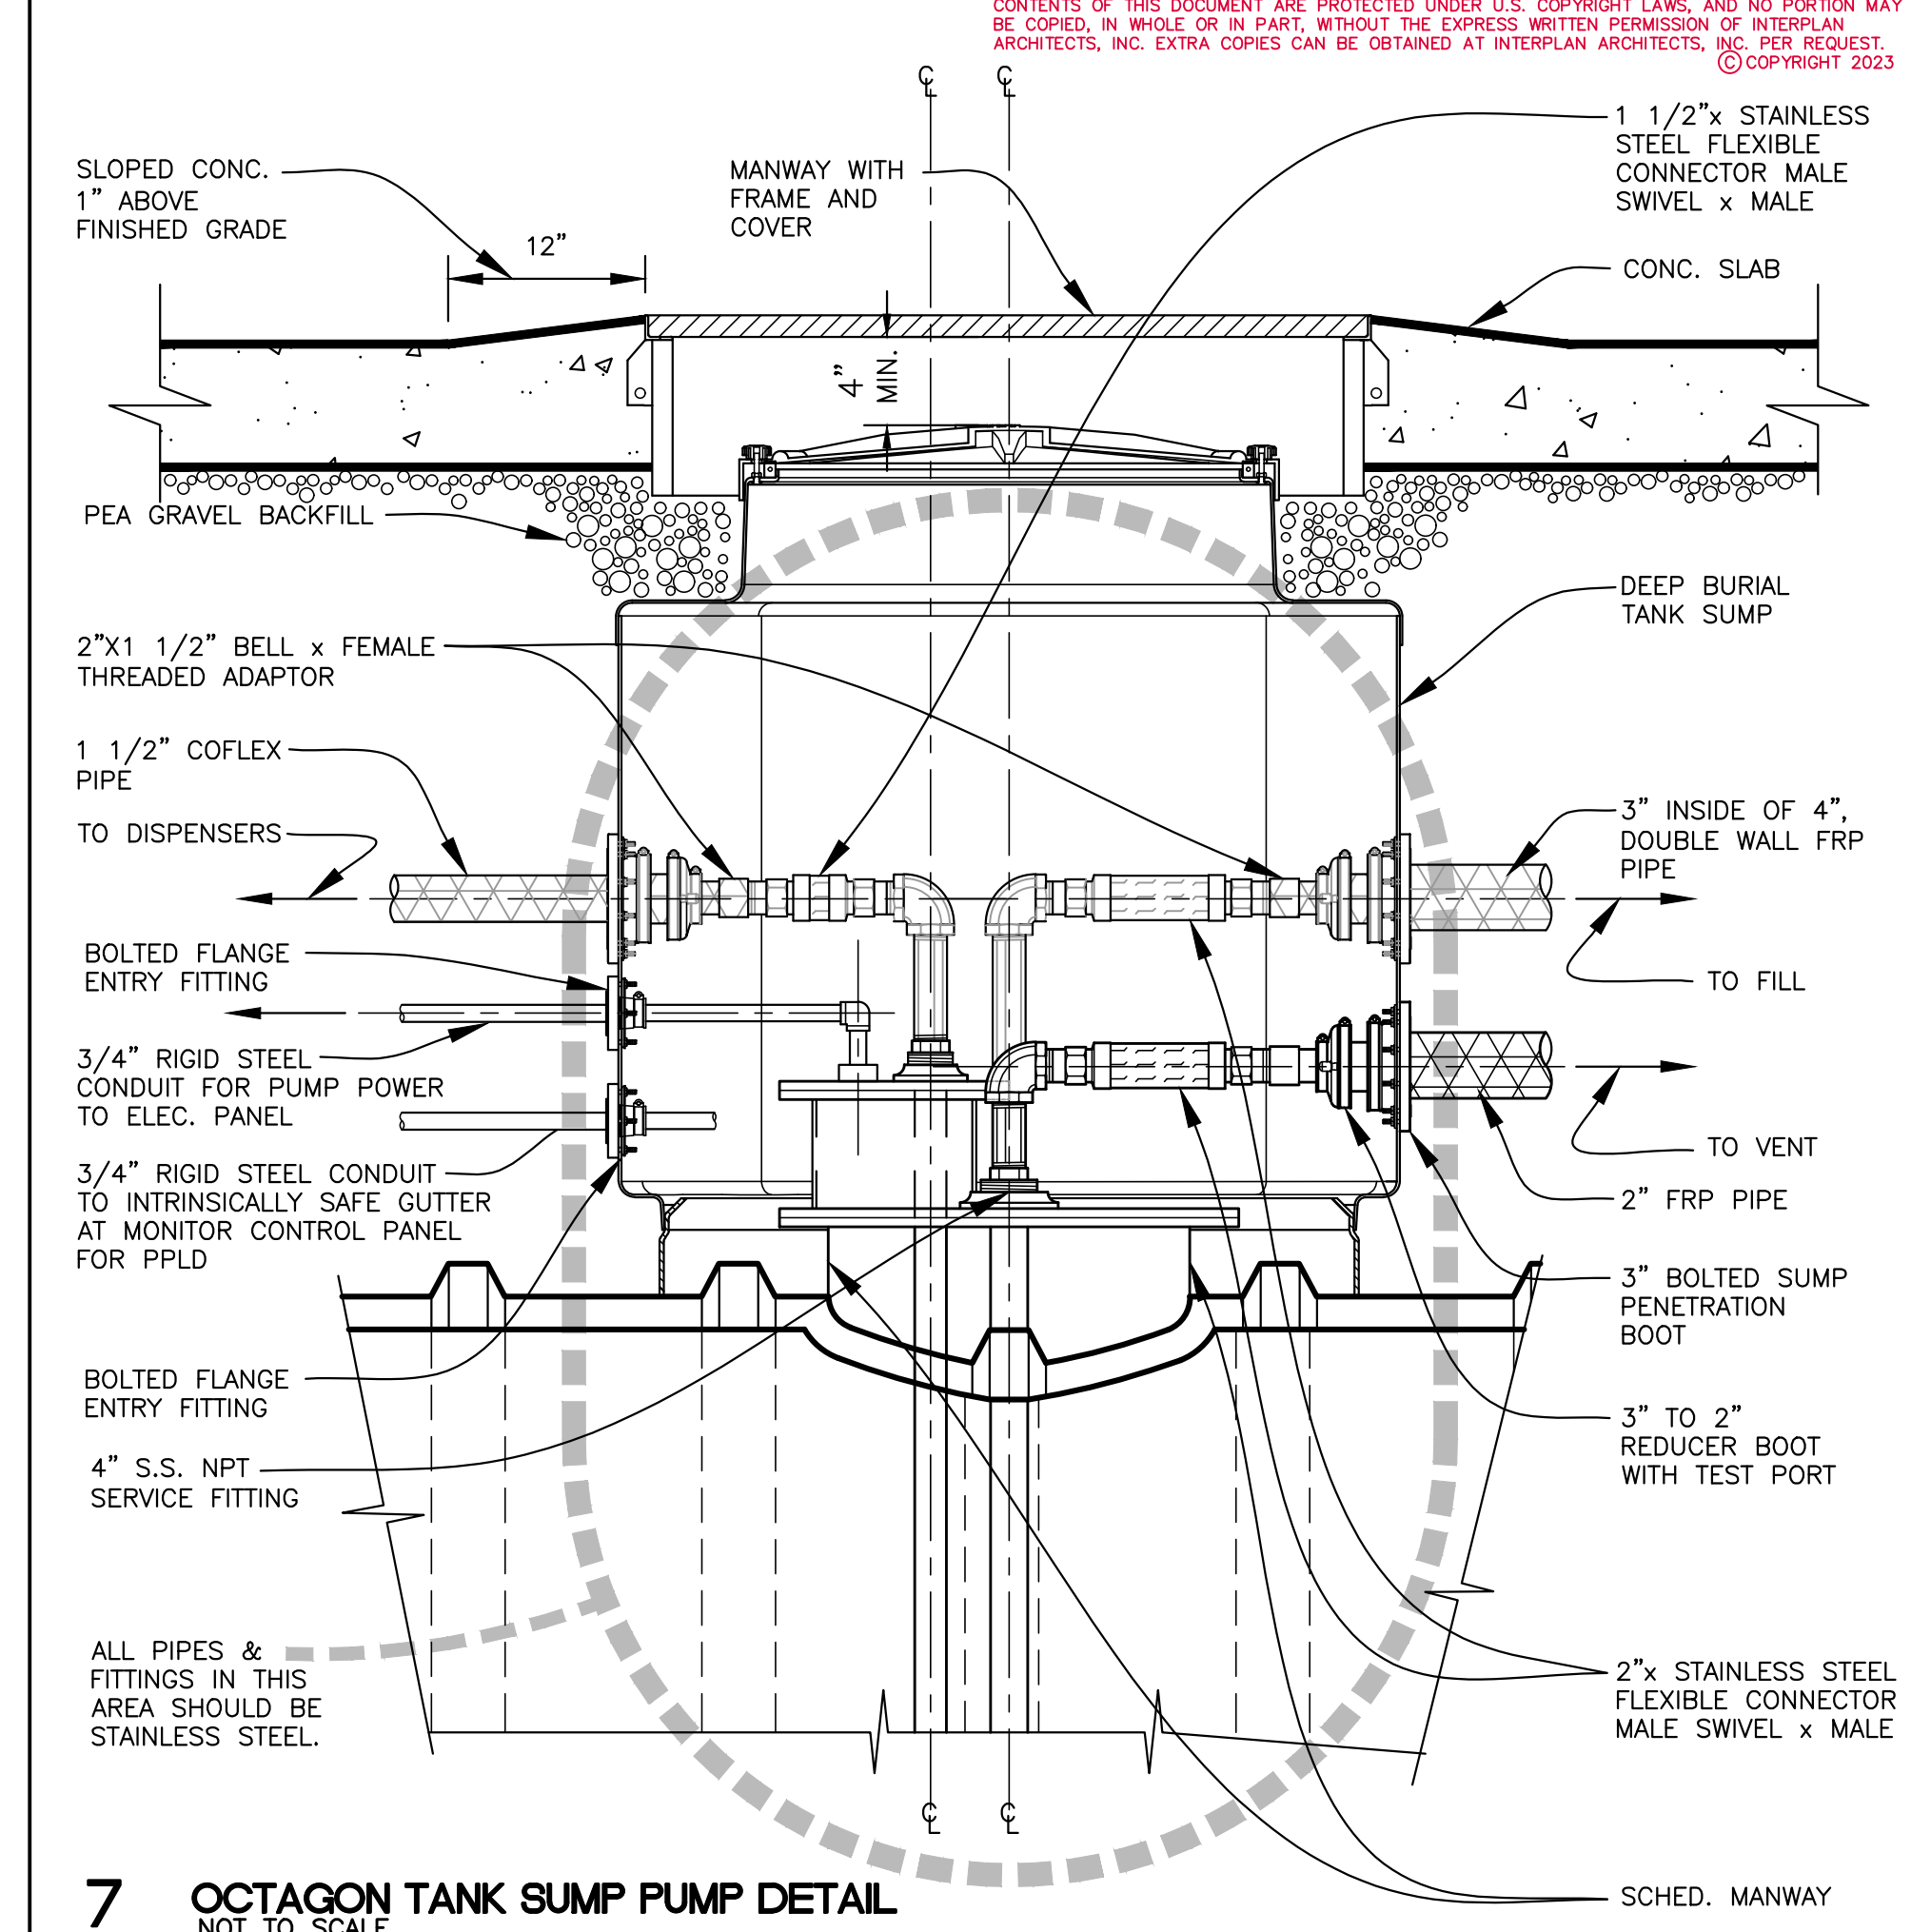 CONTENTS OF THIS DOCUMENT ARE PROTECTED UNDER U.S. COPYRIGHT LAWS, AND NO PORTION MAY
BE COPIED, IN WHOLE OR IN PART, WITHOUT THE EXPRESS WRITTEN PERMISSION OF INTERPLAN
ARCHITECTS, INC. EXTRA COPIES CAN BE OBTAINED AT INTERPLAN ARCHITECTS, INC. PER REQUEST.
© COPYRIGHT 2023
℄ ℄
SLOPED CONC.
1" ABOVE
FINISHED GRADE
12"
MANWAY WITH
FRAME AND
COVER
1 1/2"x STAINLESS
STEEL FLEXIBLE
CONNECTOR MALE
SWIVEL x MALE
CONC. SLAB
4"
MIN.
PEA GRAVEL BACKFILL
DEEP BURIAL
TANK SUMP
2"X1 1/2" BELL x FEMALE
THREADED ADAPTOR
1 1/2" COFLEX
PIPE
TO DISPENSERS
3" INSIDE OF 4",
DOUBLE WALL FRP
PIPE
BOLTED FLANGE
ENTRY FITTING
TO FILL
3/4" RIGID STEEL
CONDUIT FOR PUMP POWER
TO ELEC. PANEL
TO VENT
3/4" RIGID STEEL CONDUIT
TO INTRINSICALLY SAFE GUTTER
AT MONITOR CONTROL PANEL
FOR PPLD
2" FRP PIPE
3" BOLTED SUMP
PENETRATION
BOOT
BOLTED FLANGE
ENTRY FITTING
3" TO 2"
REDUCER BOOT
WITH TEST PORT
4" S.S. NPT
SERVICE FITTING
ALL PIPES &
FITTINGS IN THIS
AREA SHOULD BE
STAINLESS STEEL.
2"x STAINLESS STEEL
FLEXIBLE CONNECTOR
MALE SWIVEL x MALE
℄ ℄
SCHED. MANWAY
7 OCTAGON TANK SUMP PUMP DETAIL
NOT TO SCALE